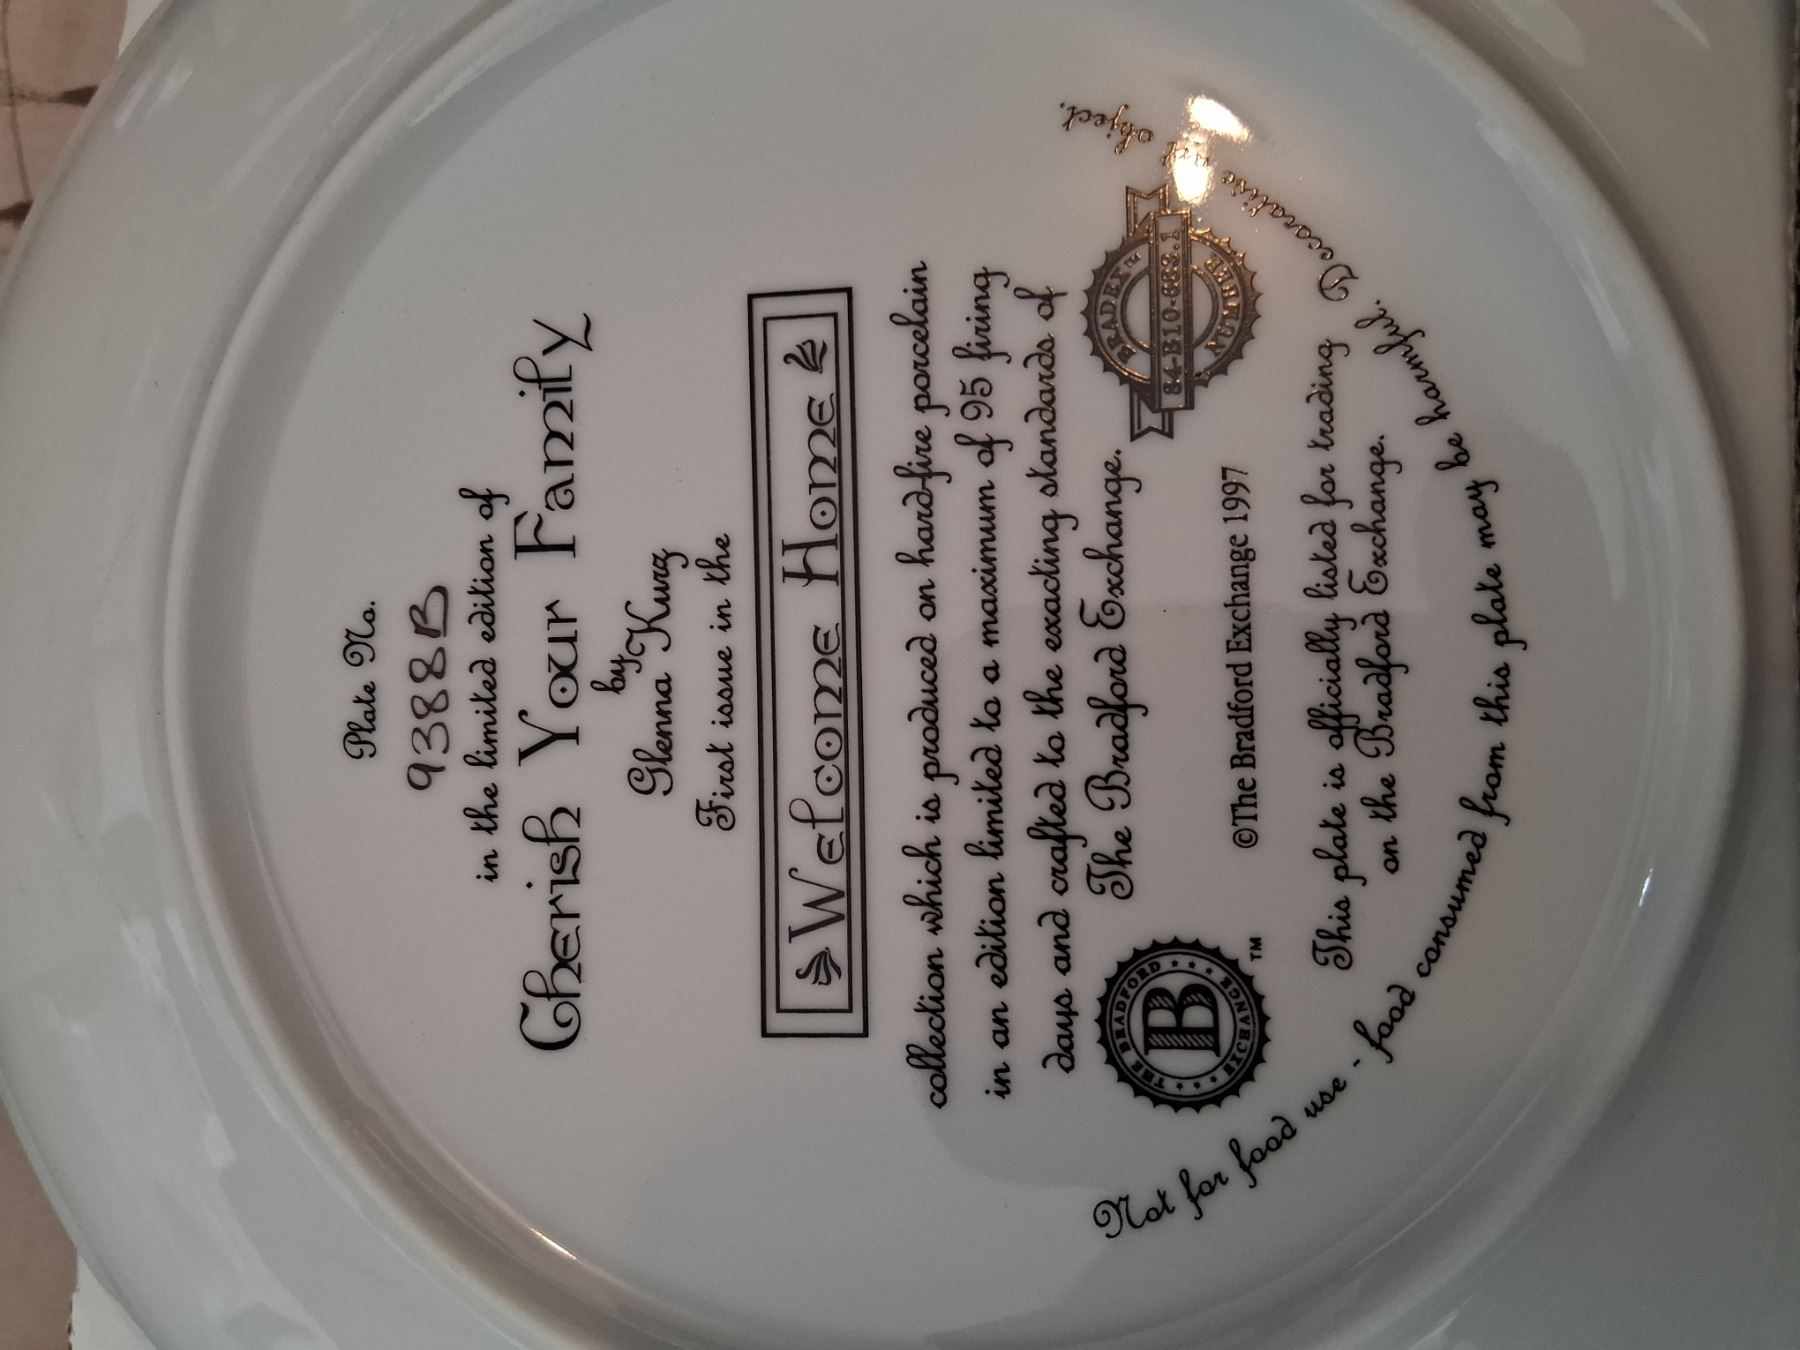 Plate No.
9388B
in the limited edition of
Cherish Your Family
by
Glenna Kurz
First issue in the
Welcome Home
collection which is produced on hard-fire porcelain
in an edition limited to a maximum of 95 firing
days and crafted to the exacting standards of
The Bradford Exchange.
THE BRADFORD
B
EXCHANGE
TM
BRADEX™
84-B10-683.1
NUMBER
©The Bradford Exchange 1997
This plate is officially listed for trading
on the Bradford Exchange.
Not for food use - food consumed from this plate may be harmful. Decorative art object.